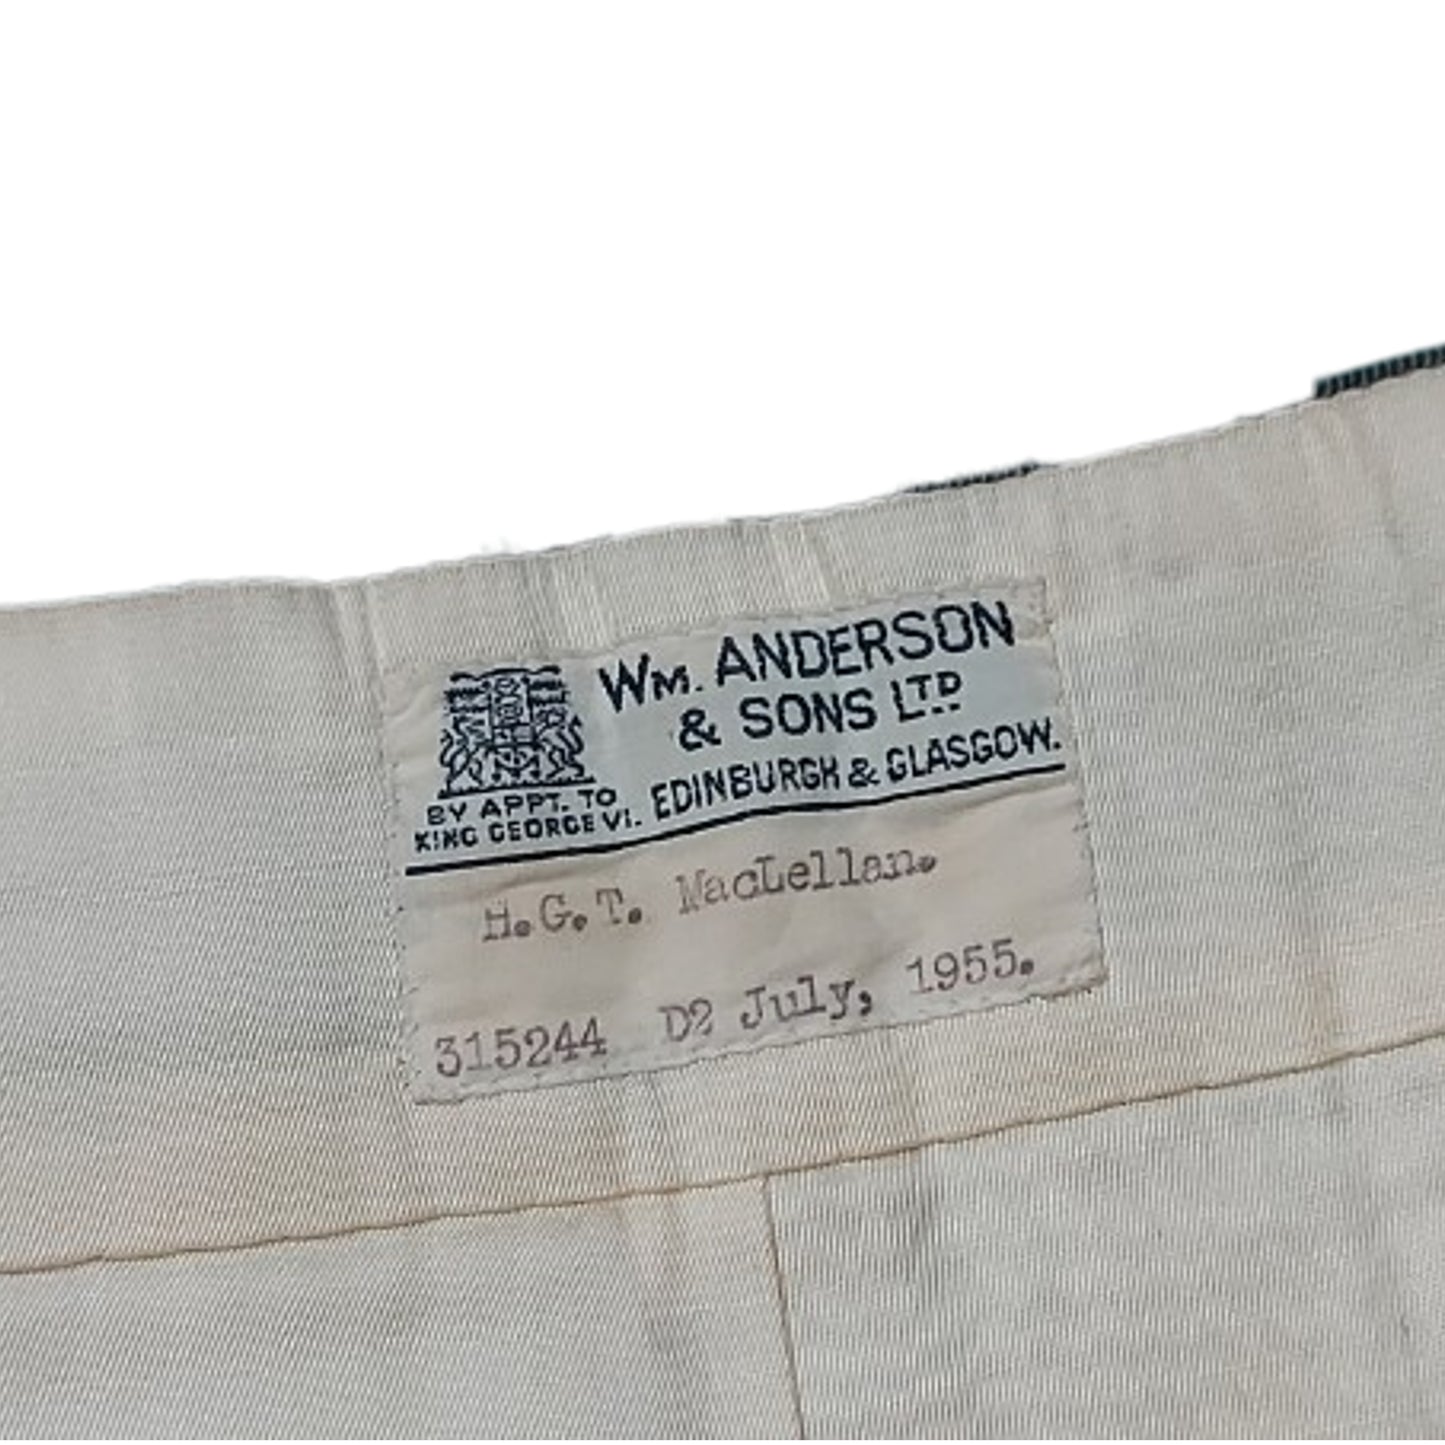 Wm. ANDERSON
& SONS LTD
EDINBURGH & GLASGOW.
BY APPT. TO
KING GEORGE VI.
H.G.T. MacLellan.
315244 D2 July, 1955.